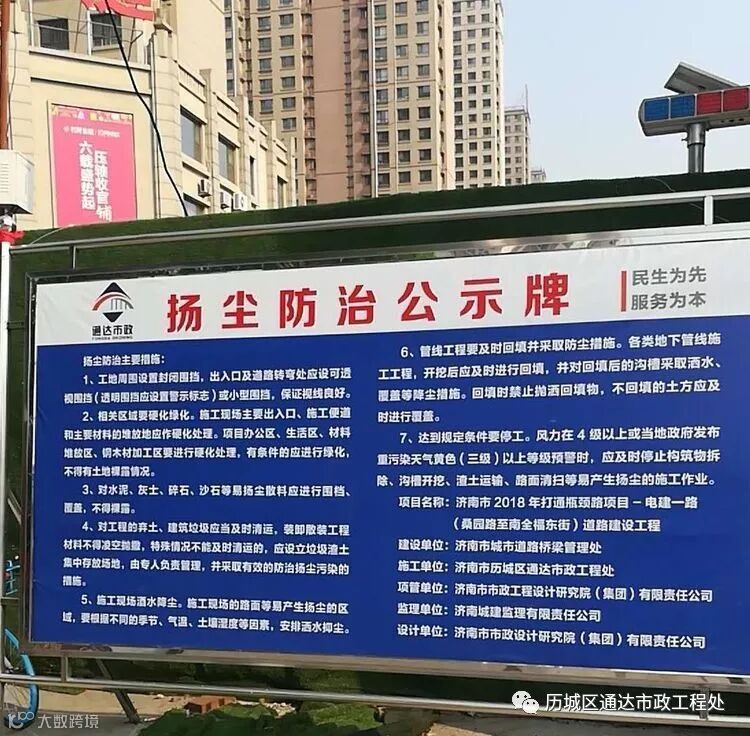 六载盛势起
压轴收官铺
通达市政
TONGDA SHIZHENG
扬尘防治公示牌
民生为先
服务为本
扬尘防治主要措施：
1、工地周围设置封闭围挡，出入口及道路转弯处应设可透
视围挡（透明围挡应设置警示标志）或小型围挡，保证视线良好。
2、相关区域要硬化绿化。施工现场主要出入口、施工便道
和主要材料的堆放地应作硬化处理。项目办公区、生活区、材料
堆放区、钢木材加工区要进行硬化处理，有条件的应进行绿化，
不得有土地裸露情况。
3、对水泥、灰土、碎石、沙石等易扬尘散料应进行围档、
覆盖，不得裸露。
4、对工程的弃土、建筑垃圾应当及时清运，装卸散装工程
材料不得凌空抛撒，特殊情况不能及时清运的，应设立垃圾渣土
集中存放场地，由专人负责管理，并采取有效的防治扬尘污染的
措施。
5、施工现场洒水降尘。施工现场的路面等易产生扬尘的区
域，要根据不同的季节、气温、土壤湿度等因素，安排洒水抑尘。
6、管线工程要及时回填并采取防尘措施。各类地下管线施
工工程，开挖后应及时进行回填，并对回填后的沟槽采取洒水、
覆盖等降尘措施。回填时禁止抛洒回填物，不回填的土方应及
时进行覆盖。
7、达到规定条件要停工。风力在 4 级以上或当地政府发布
重污染天气黄色（三级）以上等级预警时，应及时停止构筑物拆
除、沟槽开挖、渣土运输、路面清扫等易产生扬尘的施工作业。
项目名称：济南市 2018 年打通瓶颈路项目－电建一路
（桑园路至南全福东街）道路建设工程
建设单位：济南市城市道路桥梁管理处
施工单位：济南市历城区通达市政工程处
项管单位：济南市市政工程设计研究院（集团）有限责任公司
监理单位：济南城建监理有限责任公司
设计单位：济南市市政设计研究院（集团）有限责任公司
历城区通达市政工程处
大数跨境